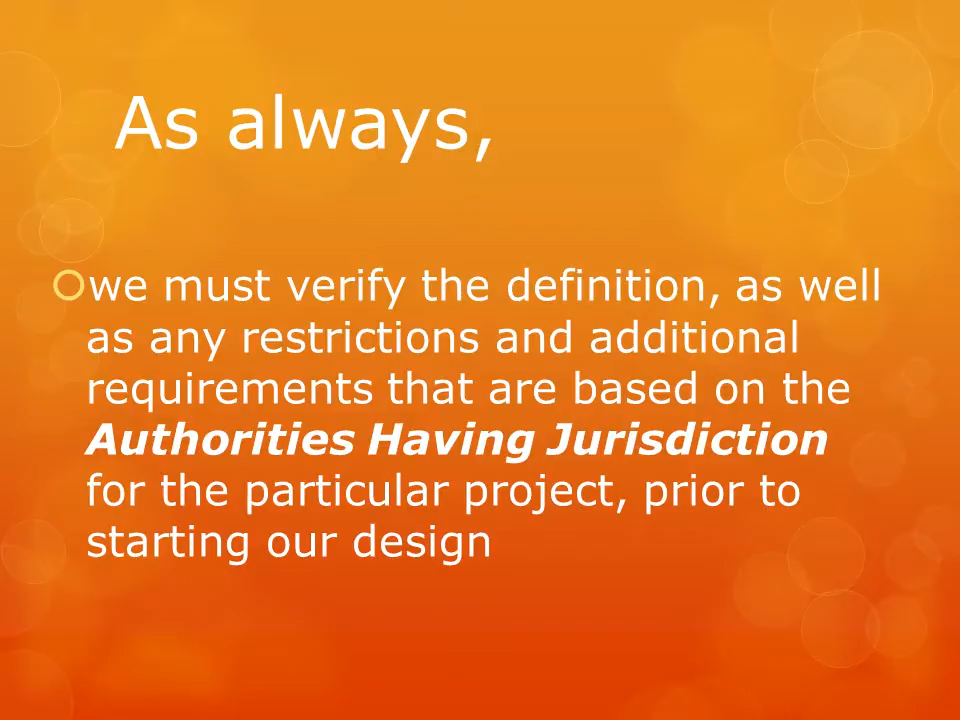 As always,
we must verify the definition, as well
as any restrictions and additional
requirements that are based on the
Authorities Having Jurisdiction
for the particular project, prior to
starting our design